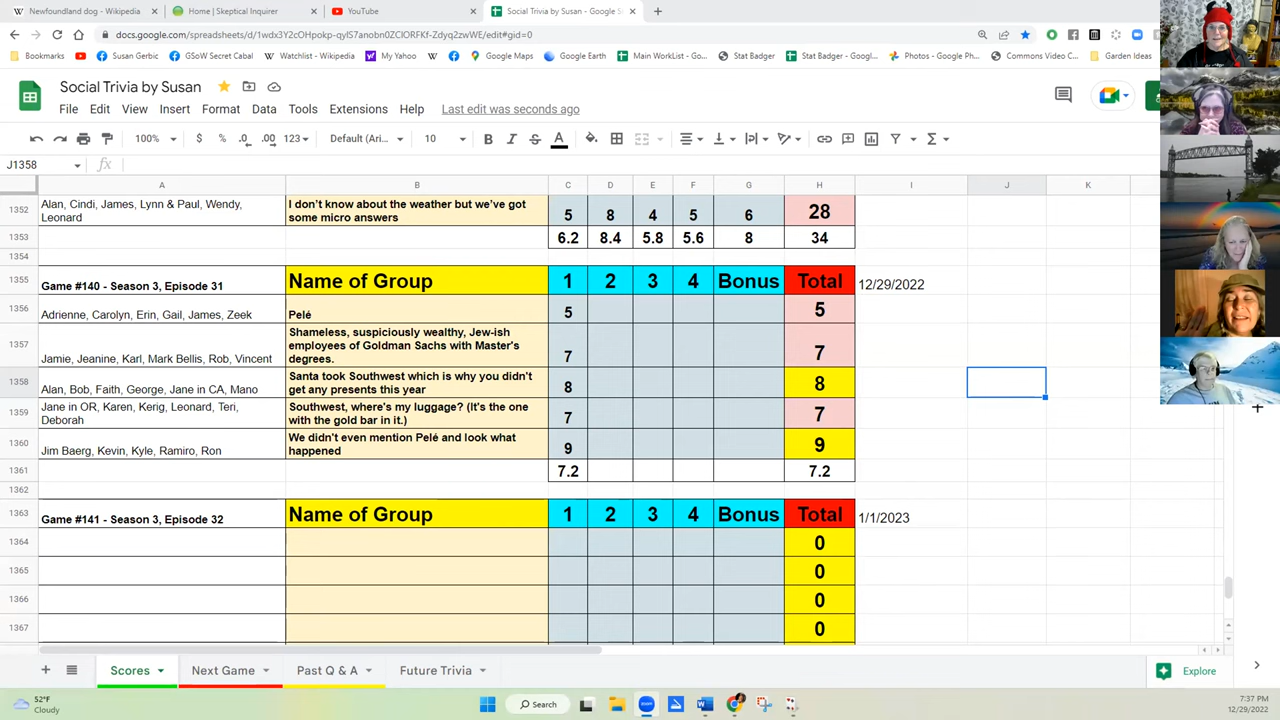 Newfoundland dog - Wikipedia
Home | Skeptical Inquirer
YouTube
Social Trivia by Susan - Google S
docs.google.com/spreadsheets/d/1wdx3Y2cOHpokp-qyIS7anobn0ZClORFKf-Zdyq2zwWE/edit#gid=0
Bookmarks
Susan Gerbic
GSoW Secret Cabal
Watchlist - Wikipedia
My Yahoo
Google Maps
Google Earth
Main WorkList - Go...
Stat Badger
Stat Badger - Goog...
Google Photos - Go...
Commons Video C...
Garden Ideas
Social Trivia by Susan
File Edit View Insert Format Data Tools Extensions Help Last edit was seconds ago
100% $ % .0 .00 123 Default (Ari... 10 B I S A
J1358 fx
A B C D E F G H I J K
1352 Alan, Cindi, James, Lynn & Paul, Wendy, Leonard I don't know about the weather but we've got some micro answers 5 8 4 5 6 28
1353 6.2 8.4 5.8 5.6 8 34
1354
1355 Game #140 - Season 3, Episode 31 Name of Group 1 2 3 4 Bonus Total 12/29/2022
1356 Adrienne, Carolyn, Erin, Gail, James, Zeek Pelé 5 5
1357 Jamie, Jeanine, Karl, Mark Bellis, Rob, Vincent Shameless, suspiciously wealthy, Jew-ish employees of Goldman Sachs with Master's degrees. 7 7
1358 Alan, Bob, Faith, George, Jane in CA, Mano Santa took Southwest which is why you didn't get any presents this year 8 8
1359 Jane in OR, Karen, Kerig, Leonard, Teri, Deborah Southwest, where's my luggage? (It's the one with the gold bar in it.) 7 7
1360 Jim Baerg, Kevin, Kyle, Ramiro, Ron We didn't even mention Pelé and look what happened 9 9
1361 7.2 7.2
1362
1363 Game #141 - Season 3, Episode 32 Name of Group 1 2 3 4 Bonus Total 1/1/2023
1364 0
1365 0
1366 0
1367 0
Scores Next Game Past Q & A Future Trivia Explore
52°F
Cloudy
Search
7:37 PM
12/29/2022